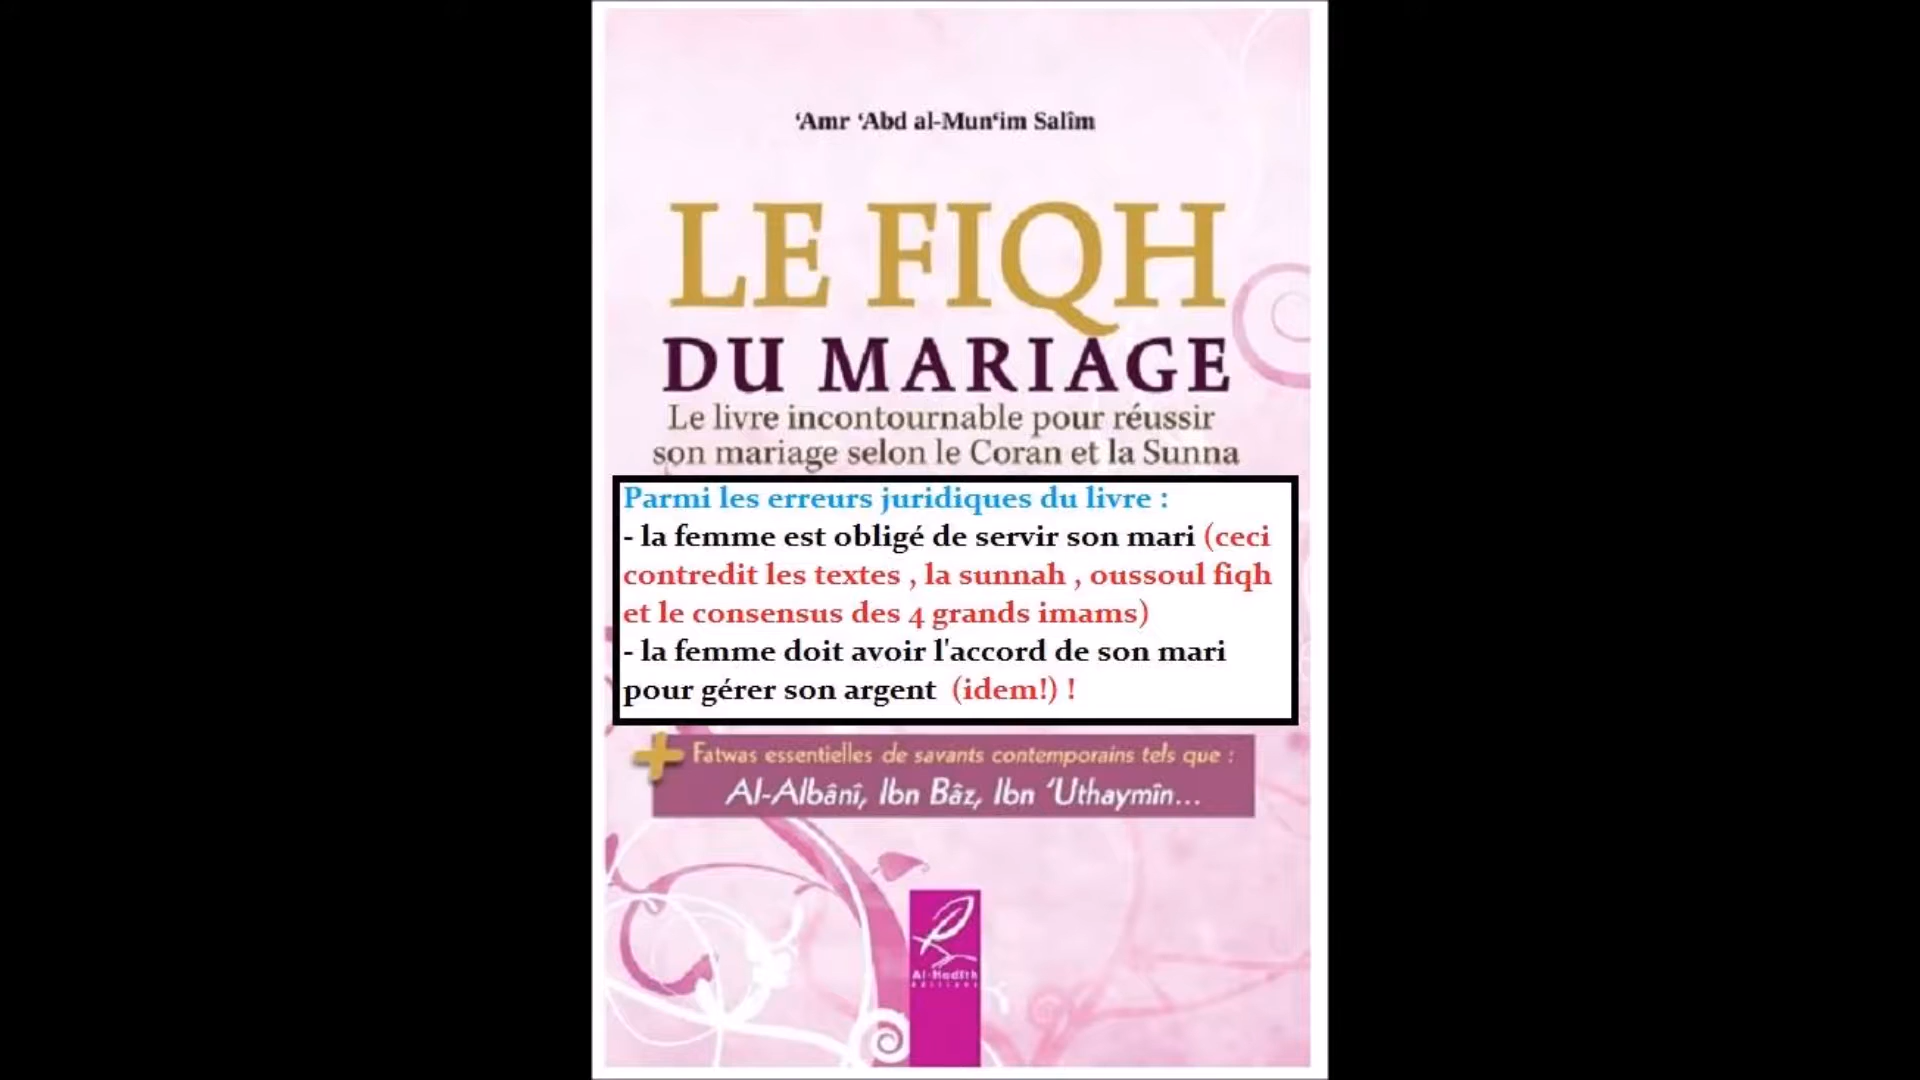 ‘Amr ‘Abd al-Mun‘im Salîm
LE FIQH
DU MARIAGE
Le livre incontournable pour réussir
son mariage selon le Coran et la Sunna
Parmi les erreurs juridiques du livre :
- la femme est obligé de servir son mari (ceci
contredit les textes , la sunnah , oussoul fiqh
et le consensus des 4 grands imams)
- la femme doit avoir l'accord de son mari
pour gérer son argent (idem!) !
+ Fatwas essentielles de savants contemporains tels que :
Al-Albânî, Ibn Bâz, Ibn ‘Uthaymîn...
Al-Hadîth
éditions